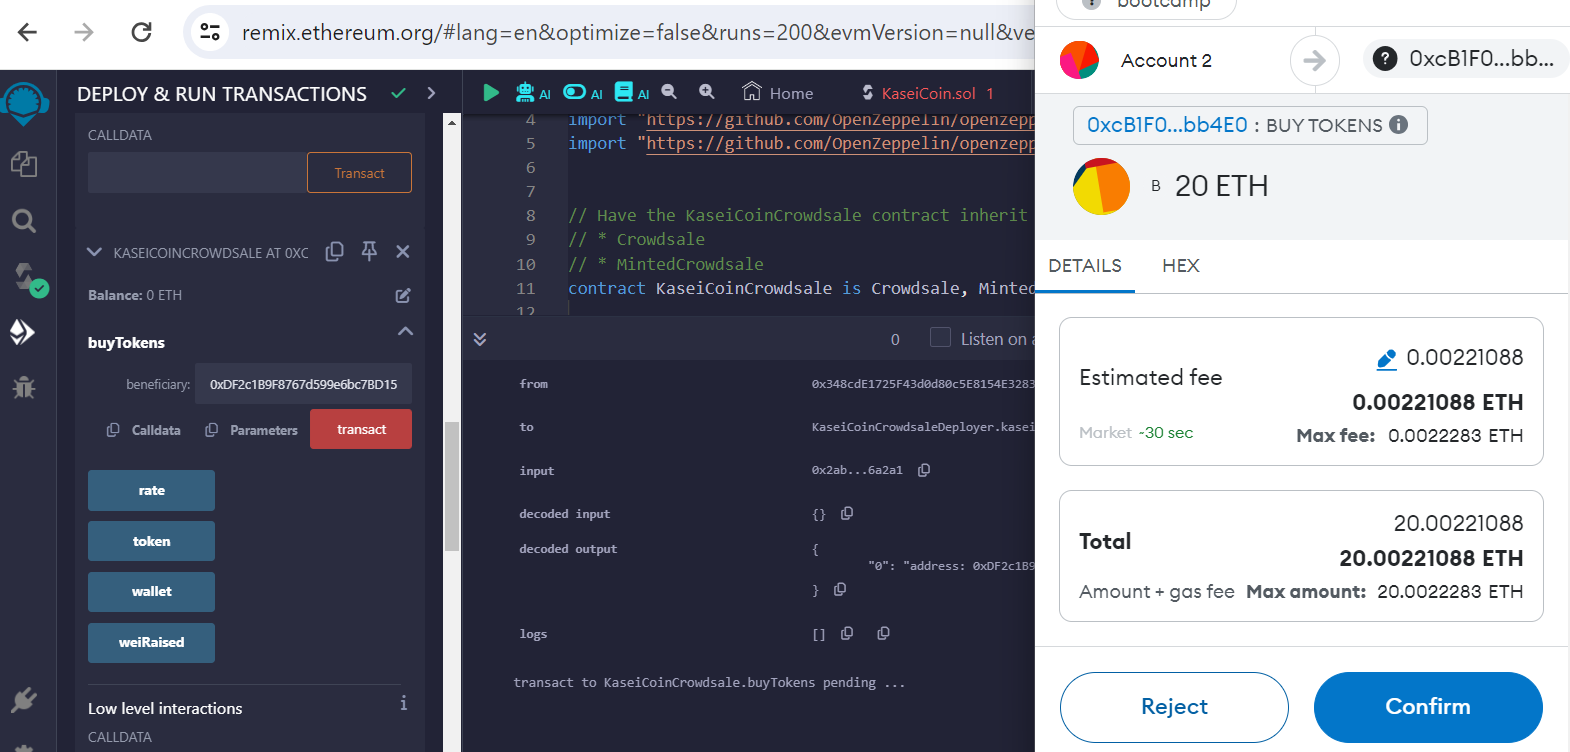 remix.ethereum.org/#lang=en&optimize=false&runs=200&evmVersion=null&ve
DEPLOY & RUN TRANSACTIONS
CALLDATA
Transact
KASEICOINCROWDSALE AT 0XC
Balance: 0 ETH
buyTokens
beneficiary: 0xDF2c1B9F8767d599e6bc7BD15
Calldata Parameters transact
rate
token
wallet
weiRaised
Low level interactions i
CALLDATA
AI AI AI Home KaseiCoin.sol 1
4 import "https://github.com/OpenZeppelin/openzepp
5 import "https://github.com/OpenZeppelin/openzepp
6
7
8 // Have the KaseiCoinCrowdsale contract inherit
9 // * Crowdsale
10 // * MintedCrowdsale
11 contract KaseiCoinCrowdsale is Crowdsale, Minted
12
0 Listen on a
from 0x348cdE1725F43d0d80c5E8154E3283
to KaseiCoinCrowdsaleDeployer.kasei
input 0x2ab...6a2a1
decoded input {}
decoded output {
"0": "address: 0xDF2c1B9
}
logs []
transact to KaseiCoinCrowdsale.buyTokens pending ...
bootcamp
Account 2 ? 0xcB1F0...bb...
0xcB1F0...bb4E0 : BUY TOKENS
B 20 ETH
DETAILS HEX
0.00221088
Estimated fee
0.00221088 ETH
Market ~30 sec Max fee: 0.0022283 ETH
20.00221088
Total
20.00221088 ETH
Amount + gas fee Max amount: 20.0022283 ETH
Reject Confirm